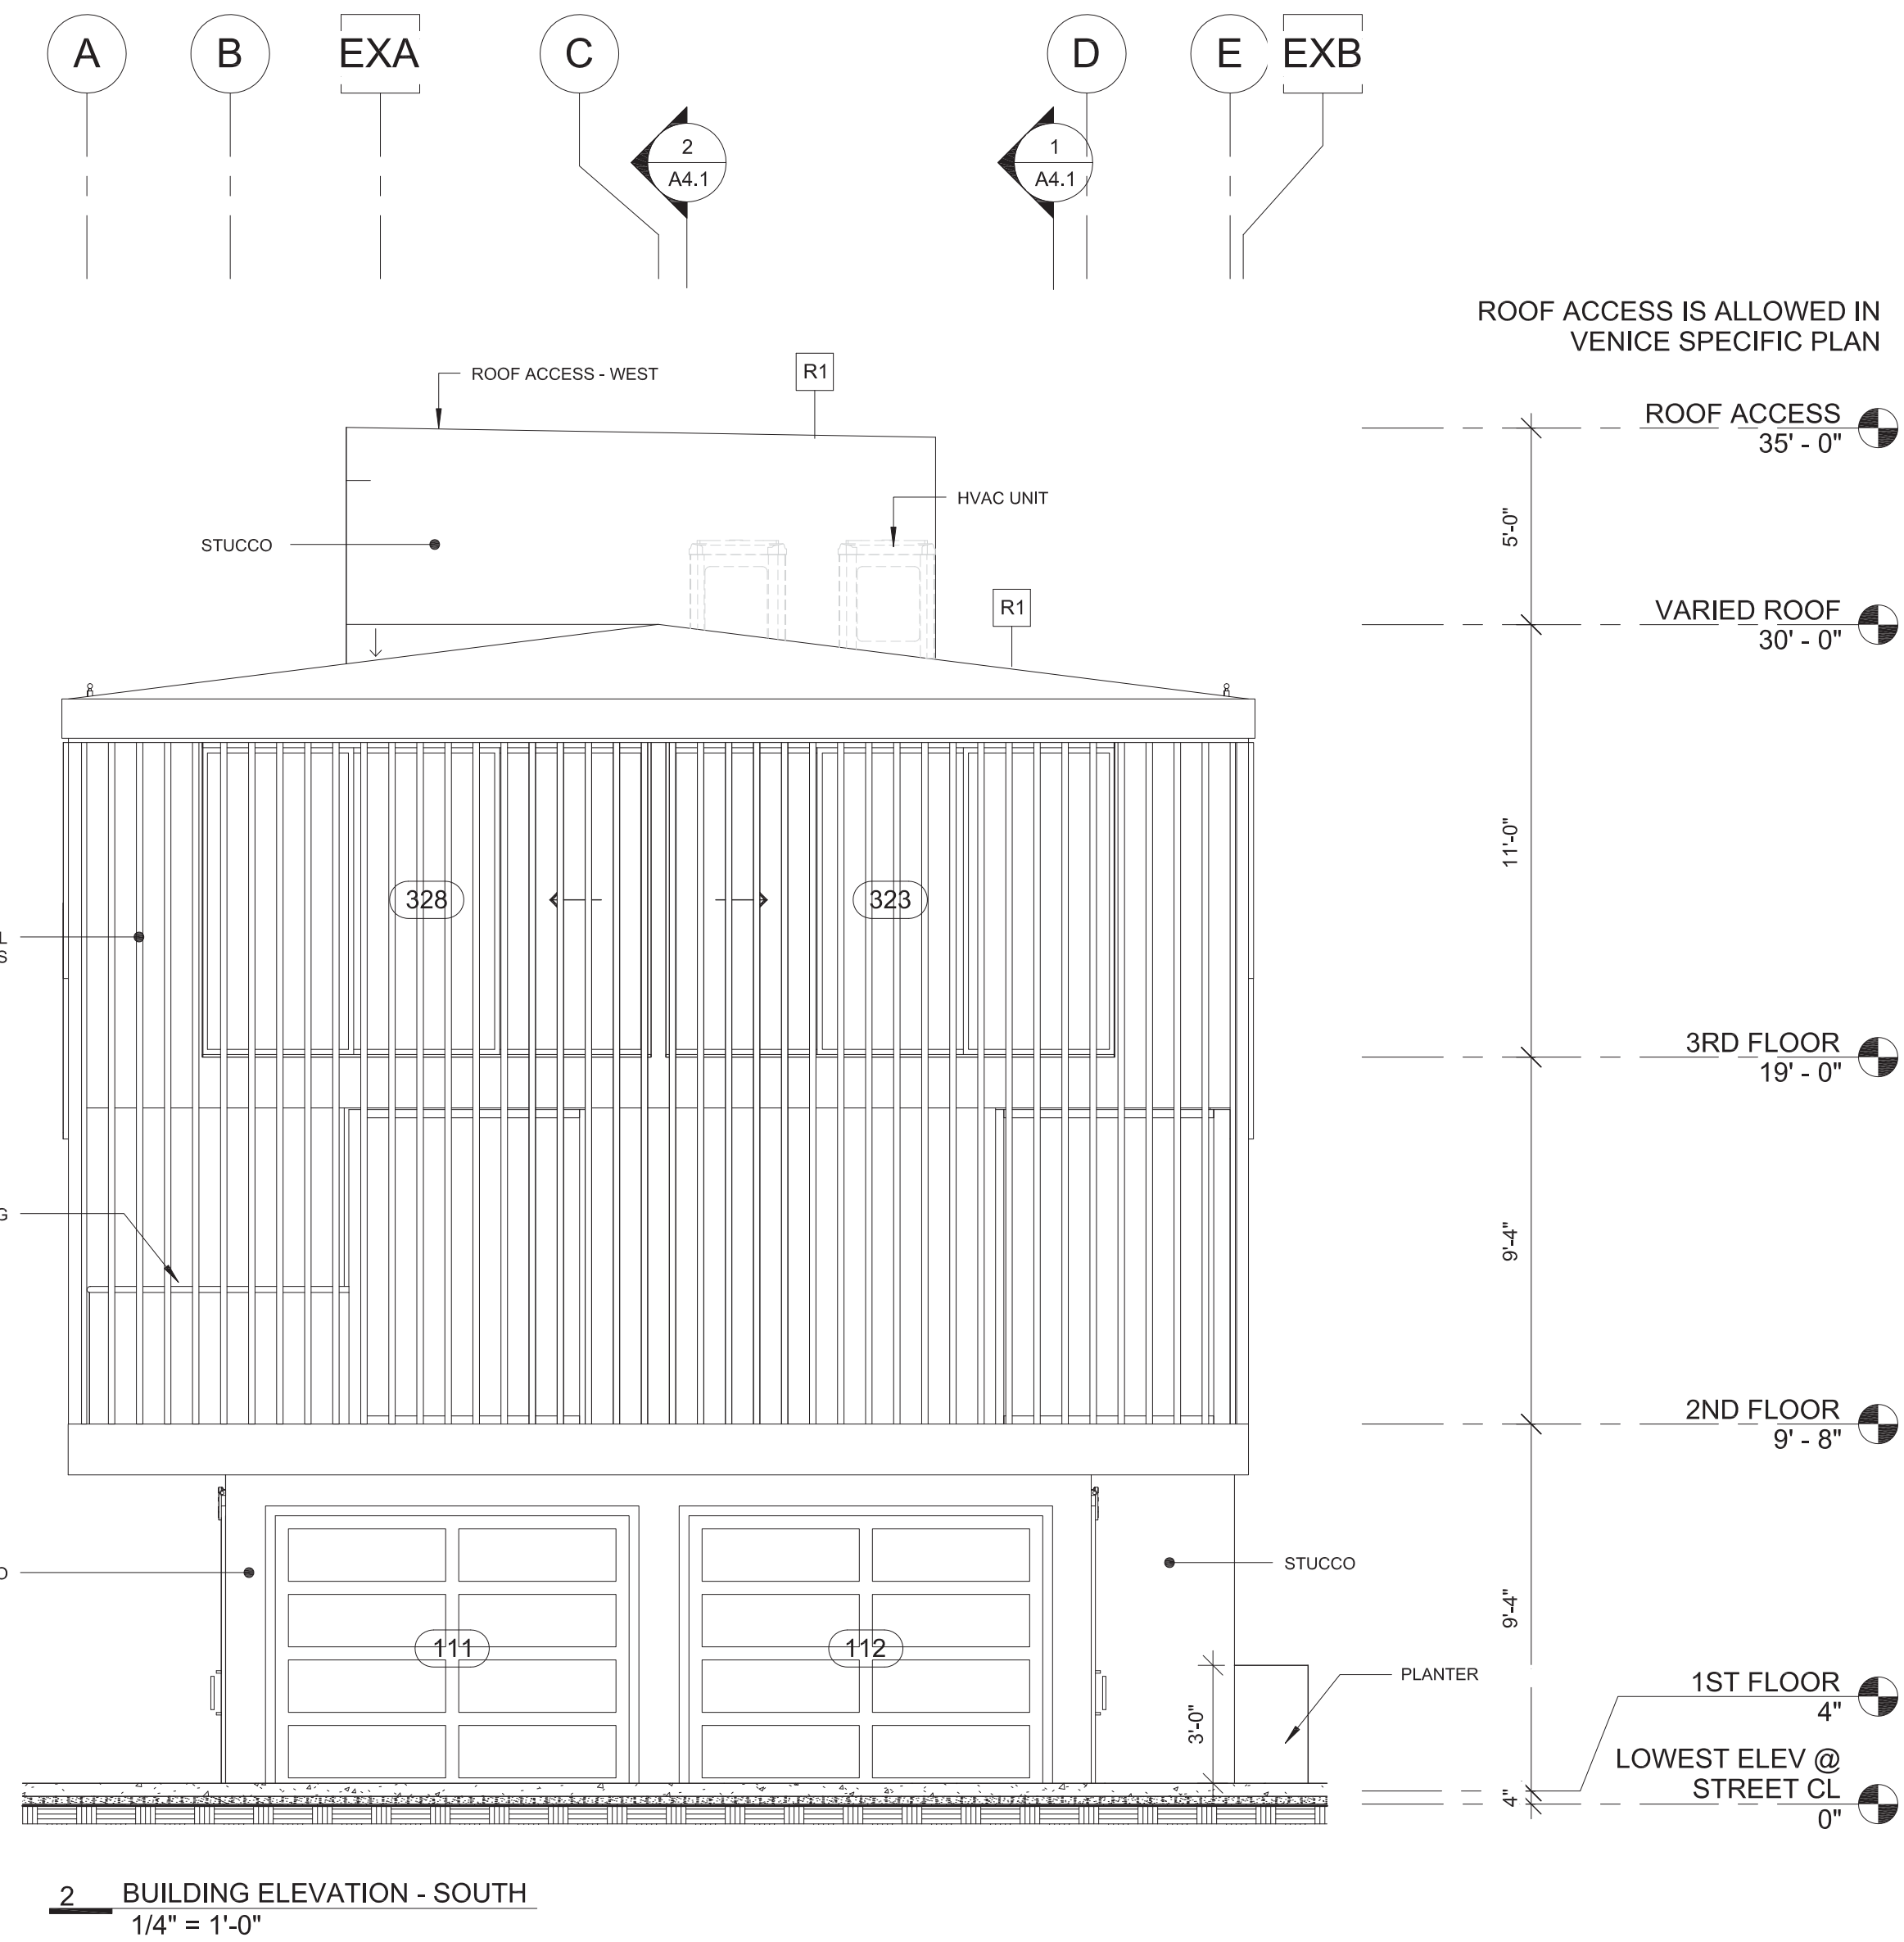 A B EXA C D E EXB
2
A4.1
1
A4.1
ROOF ACCESS IS ALLOWED IN
VENICE SPECIFIC PLAN
ROOF ACCESS - WEST
R1
ROOF ACCESS
35' - 0"
HVAC UNIT
5'-0"
STUCCO
R1
VARIED ROOF
30' - 0"
11'-0"
328
323
L
S
3RD FLOOR
19' - 0"
G
9'-4"
2ND FLOOR
9' - 8"
O
STUCCO
9'-4"
111
112
PLANTER
3'-0"
1ST FLOOR
4"
LOWEST ELEV @
STREET CL
0"
4"
2 BUILDING ELEVATION - SOUTH
1/4" = 1'-0"